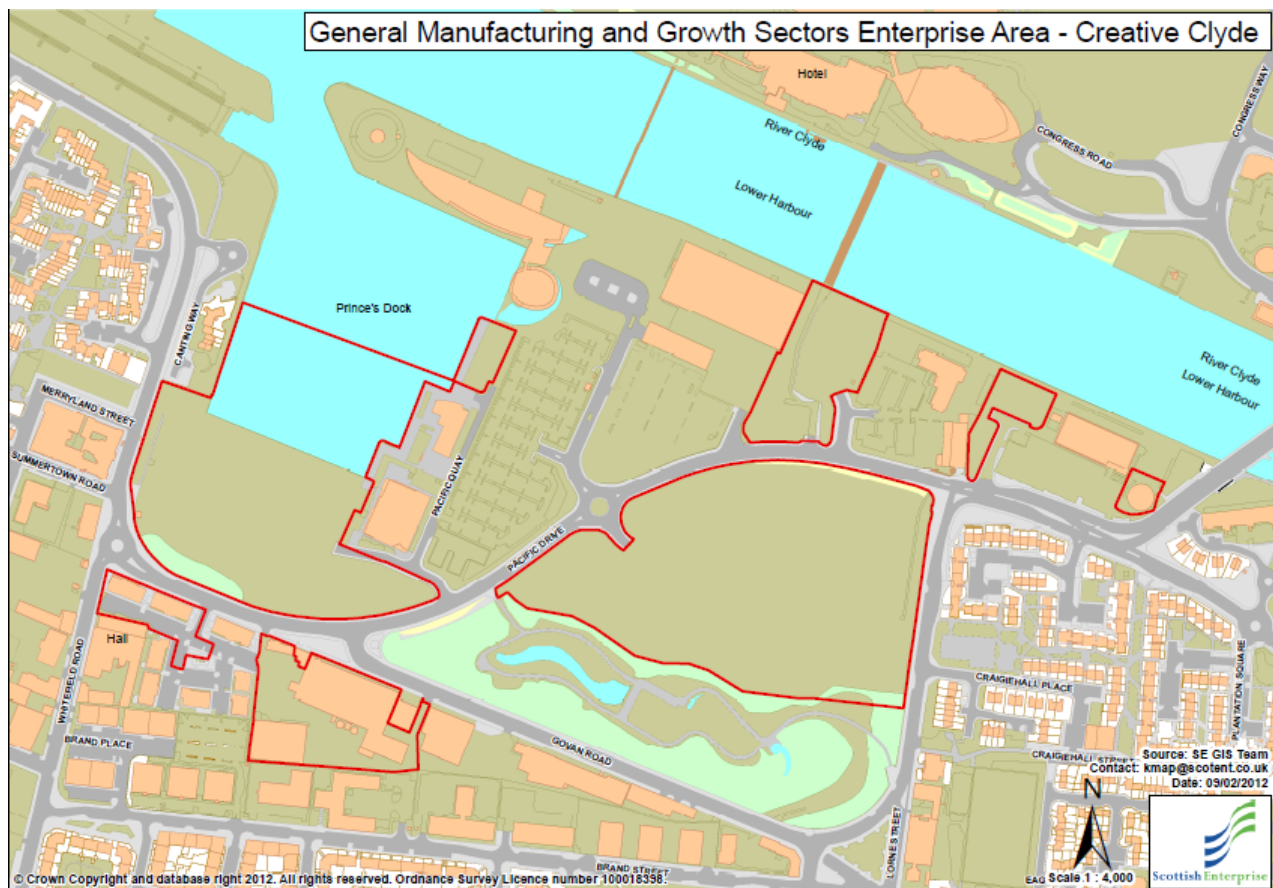 General Manufacturing and Growth Sectors Enterprise Area - Creative Clyde
Hotel
CONGRESS WAY
CONGRESS ROAD
River Clyde
Lower Harbour
Prince's Dock
CANTING WAY
River Clyde
Lower Harbour
MERRYLAND STREET
SUMMERTOWN ROAD
PACIFIC QUAY
PACIFIC DRIVE
Hall
WHITEFIELD ROAD
CRAIGIEHALL PLACE
PLANTATION SQUARE
BRAND PLACE
GOVAN ROAD
CRAIGIEHALL STREET
Source: SE GIS Team
Contact: kmap@scotent.co.uk
Date: 09/02/2012
N
LORNE STREET
BRAND STREET
EAG
Scale 1 : 4,000
Scottish Enterprise
© Crown Copyright and database right 2012. All rights reserved. Ordnance Survey Licence number 100018398.